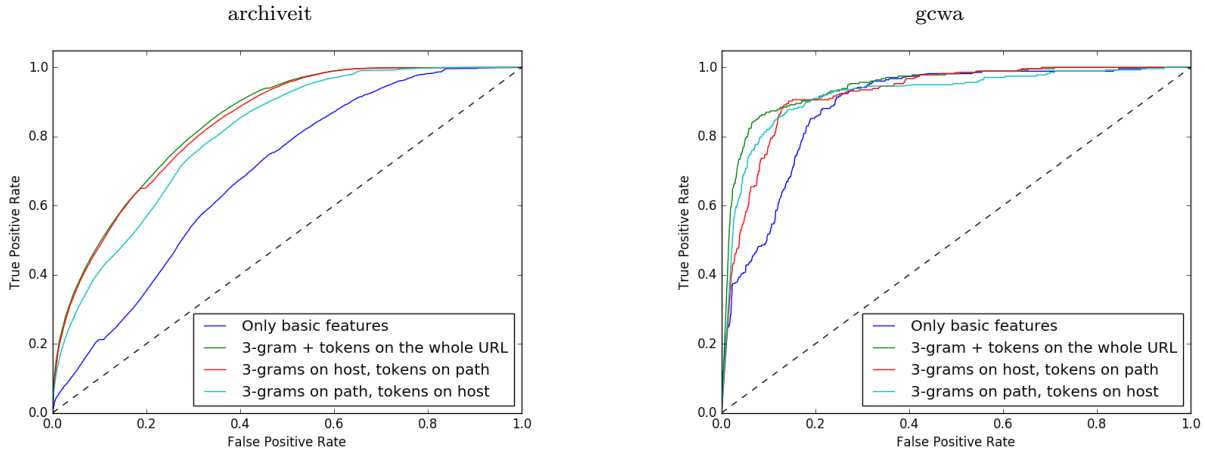 archiveit
1.0
0.8
0.6
0.4
0.2
0.0
True Positive Rate
0.0 0.2 0.4 0.6 0.8 1.0
False Positive Rate
Only basic features
3-gram + tokens on the whole URL
3-grams on host, tokens on path
3-grams on path, tokens on host
gcwa
1.0
0.8
0.6
0.4
0.2
0.0
True Positive Rate
0.0 0.2 0.4 0.6 0.8 1.0
False Positive Rate
Only basic features
3-gram + tokens on the whole URL
3-grams on host, tokens on path
3-grams on path, tokens on host